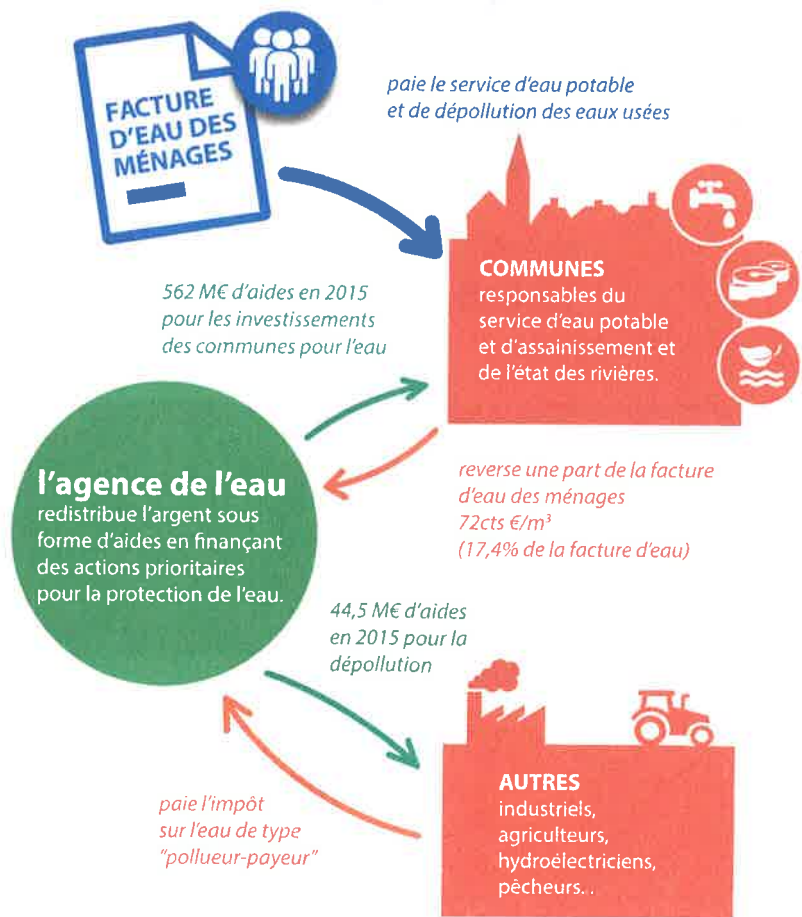 FACTURE
D'EAU DES
MÉNAGES
paie le service d'eau potable
et de dépollution des eaux usées
COMMUNES
responsables du
service d'eau potable
et d'assainissement et
de l'état des rivières.
562 M€ d'aides en 2015
pour les investissements
des communes pour l'eau
l'agence de l'eau
redistribue l'argent sous
forme d'aides en finançant
des actions prioritaires
pour la protection de l'eau.
reverse une part de la facture
d'eau des ménages
72cts €/m³
(17,4% de la facture d'eau)
44,5 M€ d'aides
en 2015 pour la
dépollution
paie l'impôt
sur l'eau de type
"pollueur-payeur"
AUTRES
industriels,
agriculteurs,
hydroélectriciens,
pêcheurs...